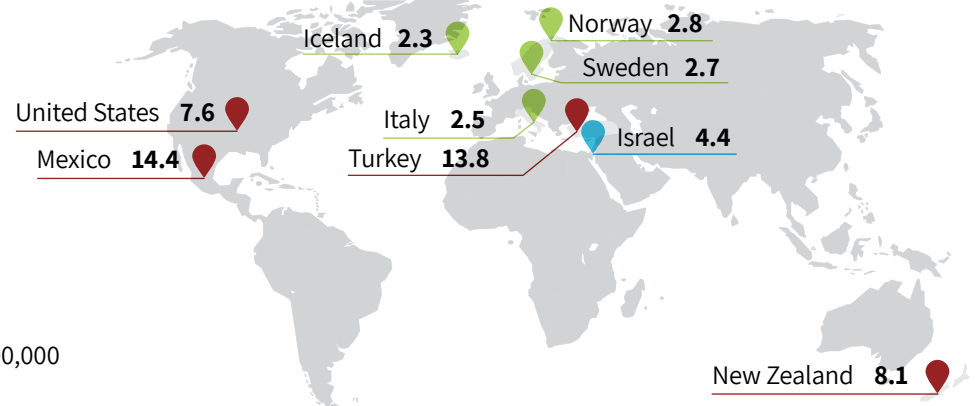 Iceland 2.3
Norway 2.8
Sweden 2.7
United States 7.6
Italy 2.5
Israel 4.4
Mexico 14.4
Turkey 13.8
0,000
New Zealand 8.1